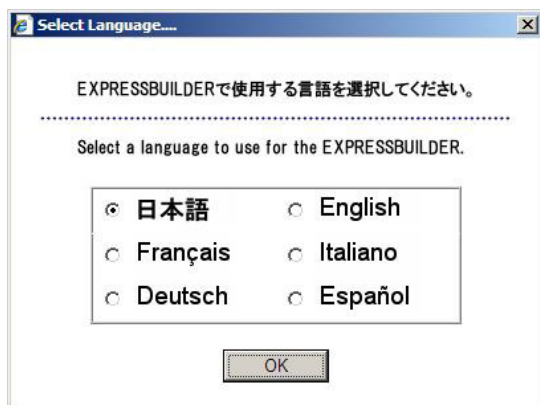 Select Language....
EXPRESSBUILDERで使用する言語を選択してください。
Select a language to use for the EXPRESSBUILDER.
日本語 English
Français Italiano
Deutsch Español
OK